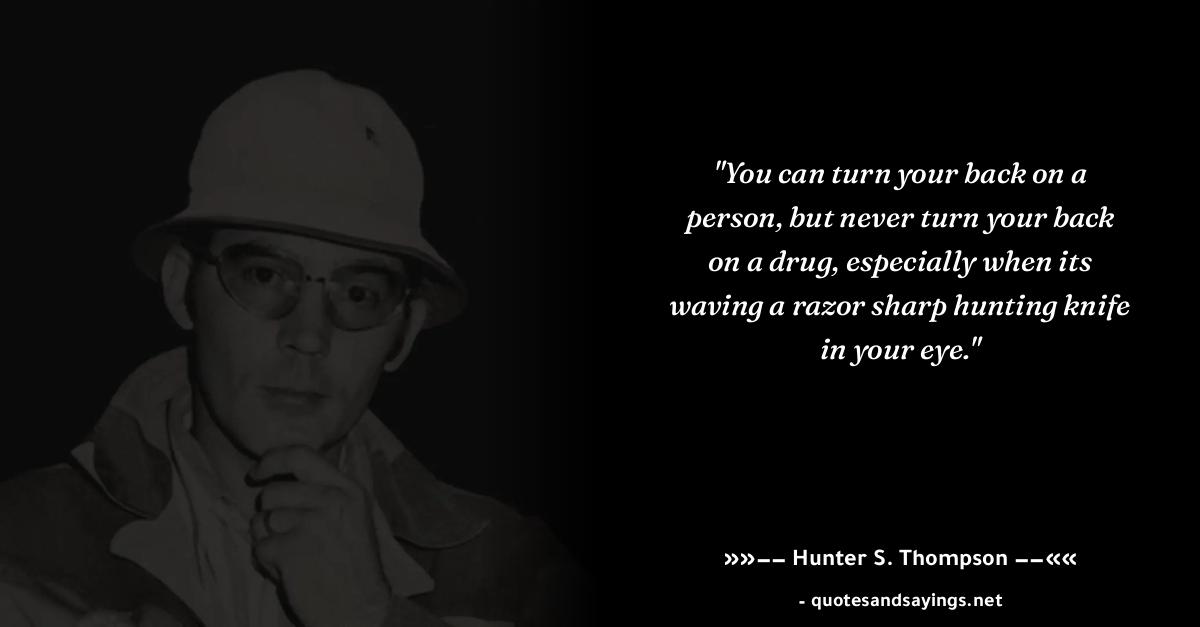 "You can turn your back on a
person, but never turn your back
on a drug, especially when its
waving a razor sharp hunting knife
in your eye."
»»–– Hunter S. Thompson ––««
- quotesandsayings.net